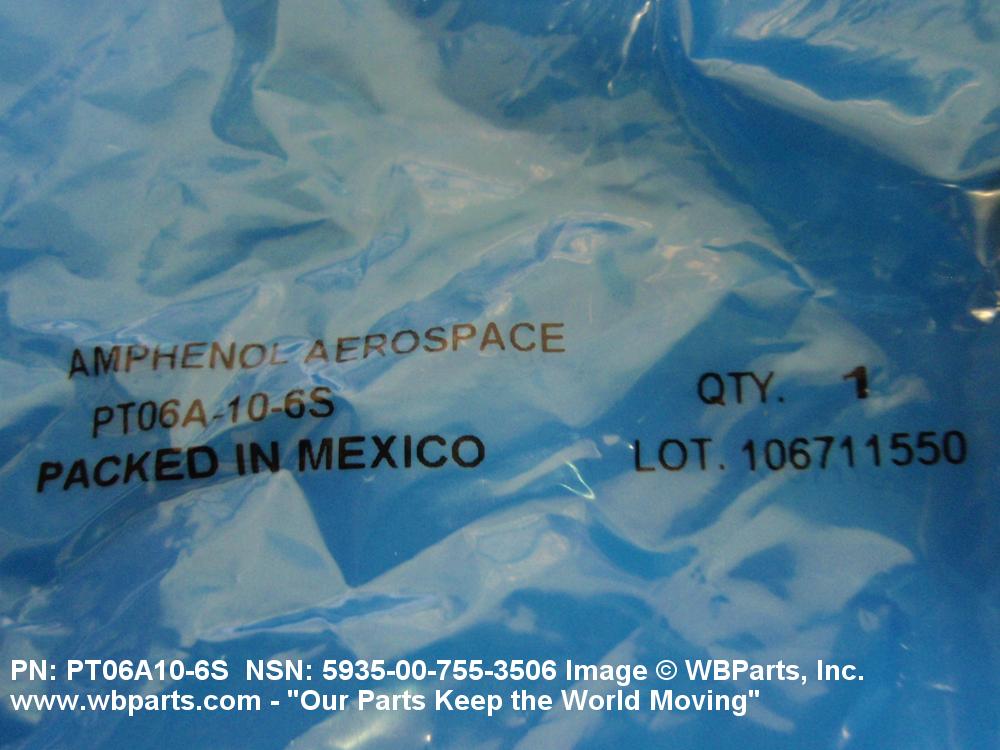 AMPHENOL AEROSPACE
PT06A-10-6S
QTY. 1
PACKED IN MEXICO
LOT. 106711550
PN: PT06A10-6S NSN: 5935-00-755-3506 Image © WBParts, Inc.
www.wbparts.com - "Our Parts Keep the World Moving"